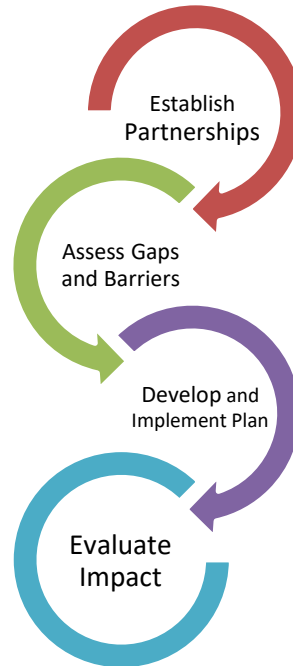 Establish
Partnerships
Assess Gaps
and Barriers
Develop and
Implement Plan
Evaluate
Impact